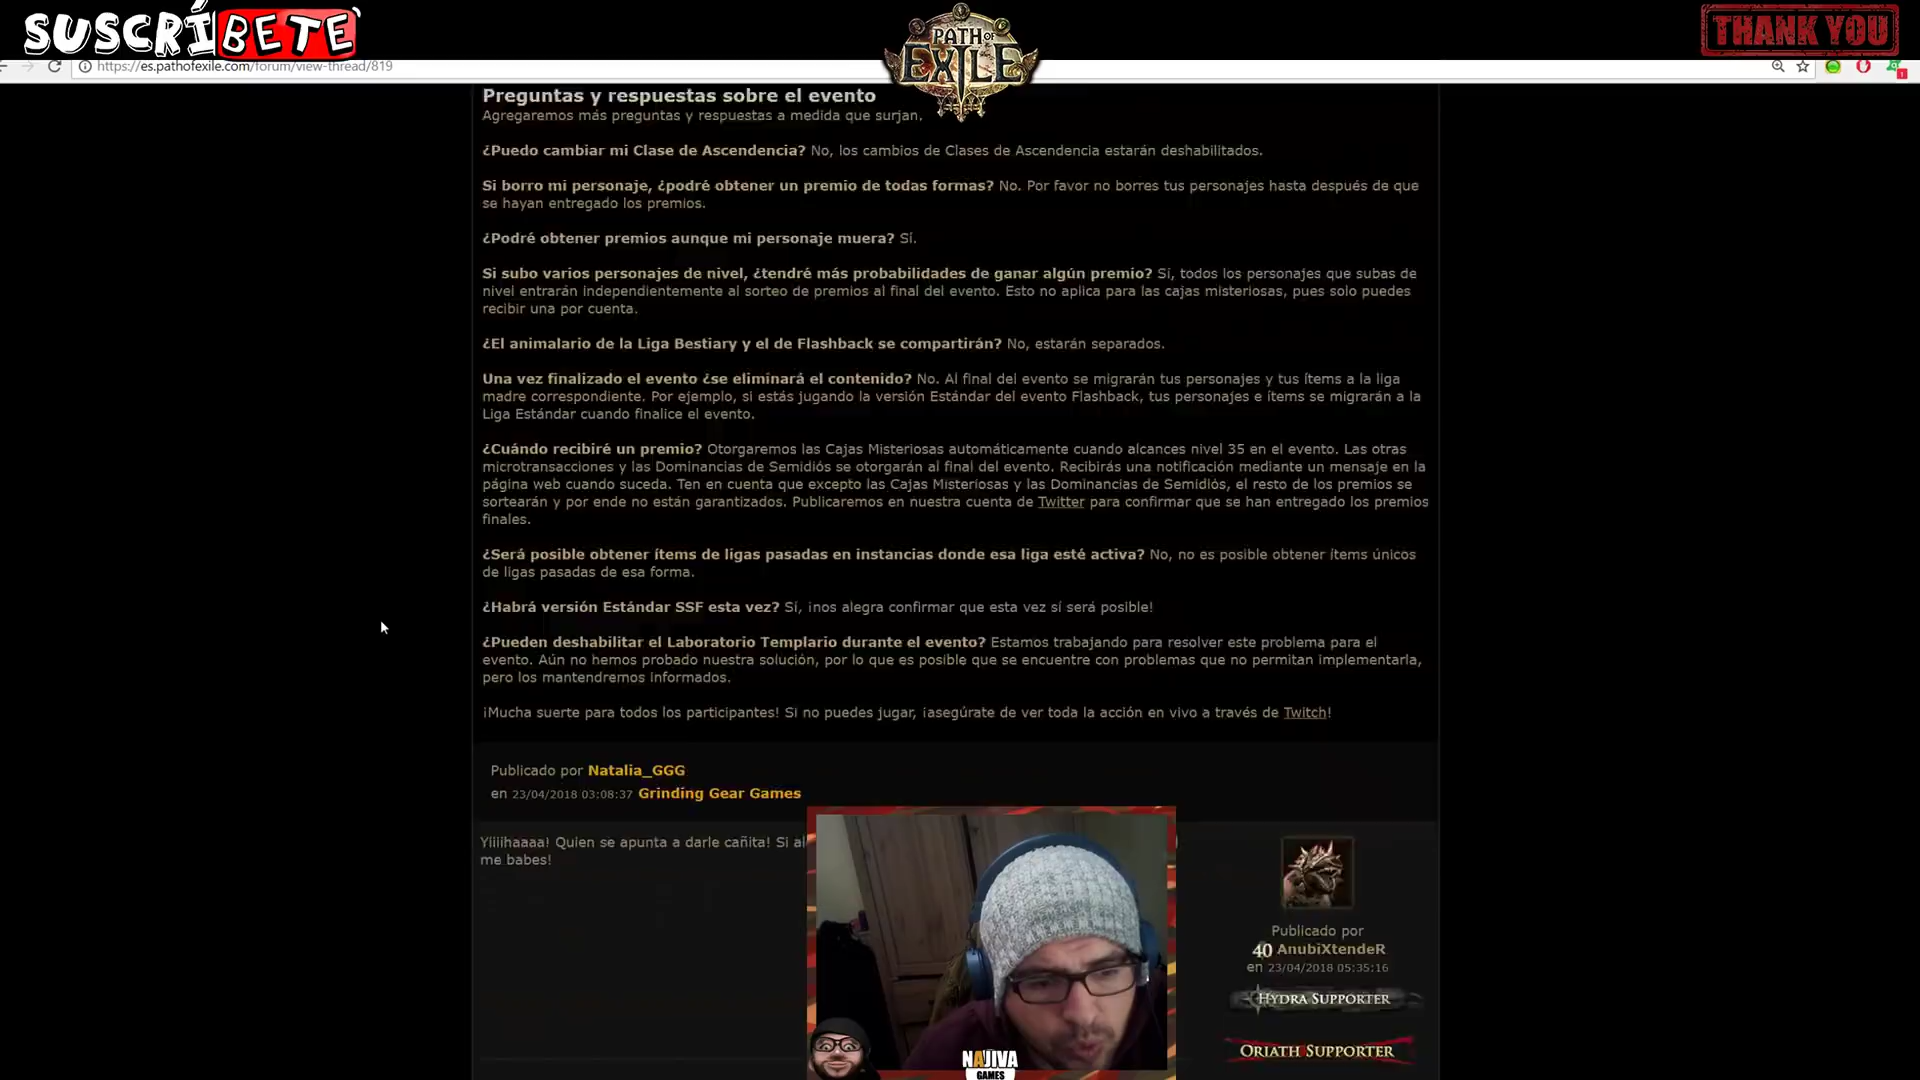 SUSCRÍBETE
PATH OF
EXILE
THANK YOU
https://es.pathofexile.com/forum/view-thread/819
Preguntas y respuestas sobre el evento
Agregaremos más preguntas y respuestas a medida que surjan.
¿Puedo cambiar mi Clase de Ascendencia? No, los cambios de Clases de Ascendencia estarán deshabilitados.
Si borro mi personaje, ¿podré obtener un premio de todas formas? No. Por favor no borres tus personajes hasta después de que
se hayan entregado los premios.
¿Podré obtener premios aunque mi personaje muera? Sí.
Si subo varios personajes de nivel, ¿tendré más probabilidades de ganar algún premio? Sí, todos los personajes que subas de
nivel entrarán independientemente al sorteo de premios al final del evento. Esto no aplica para las cajas misteriosas, pues solo puedes
recibir una por cuenta.
¿El animalario de la Liga Bestiary y el de Flashback se compartirán? No, estarán separados.
Una vez finalizado el evento ¿se eliminará el contenido? No. Al final del evento se migrarán tus personajes y tus ítems a la liga
madre correspondiente. Por ejemplo, si estás jugando la versión Estándar del evento Flashback, tus personajes e ítems se migrarán a la
Liga Estándar cuando finalice el evento.
¿Cuándo recibiré un premio? Otorgaremos las Cajas Misteriosas automáticamente cuando alcances nivel 35 en el evento. Las otras
microtransacciones y las Dominancias de Semidiós se otorgarán al final del evento. Recibirás una notificación mediante un mensaje en la
página web cuando suceda. Ten en cuenta que excepto las Cajas Misteriosas y las Dominancias de Semidiós, el resto de los premios se
sortearán y por ende no están garantizados. Publicaremos en nuestra cuenta de Twitter para confirmar que se han entregado los premios
finales.
¿Será posible obtener ítems de ligas pasadas en instancias donde esa liga esté activa? No, no es posible obtener ítems únicos
de ligas pasadas de esa forma.
¿Habrá versión Estándar SSF esta vez? Sí, ¡nos alegra confirmar que esta vez sí será posible!
¿Pueden deshabilitar el Laboratorio Templario durante el evento? Estamos trabajando para resolver este problema para el
evento. Aún no hemos probado nuestra solución, por lo que es posible que se encuentre con problemas que no permitan implementarla,
pero los mantendremos informados.
¡Mucha suerte para todos los participantes! Si no puedes jugar, ¡asegúrate de ver toda la acción en vivo a través de Twitch!
Publicado por Natalia_GGG
en 23/04/2018 03:08:37 Grinding Gear Games
Yiiiihaaaa! Quien se apunta a darle cañita! Si al
me babes!
Publicado por
40 AnubiXtendeR
en 23/04/2018 05:35:16
HYDRA SUPPORTER
ORIATH SUPPORTER
NAJIVA
GAMES